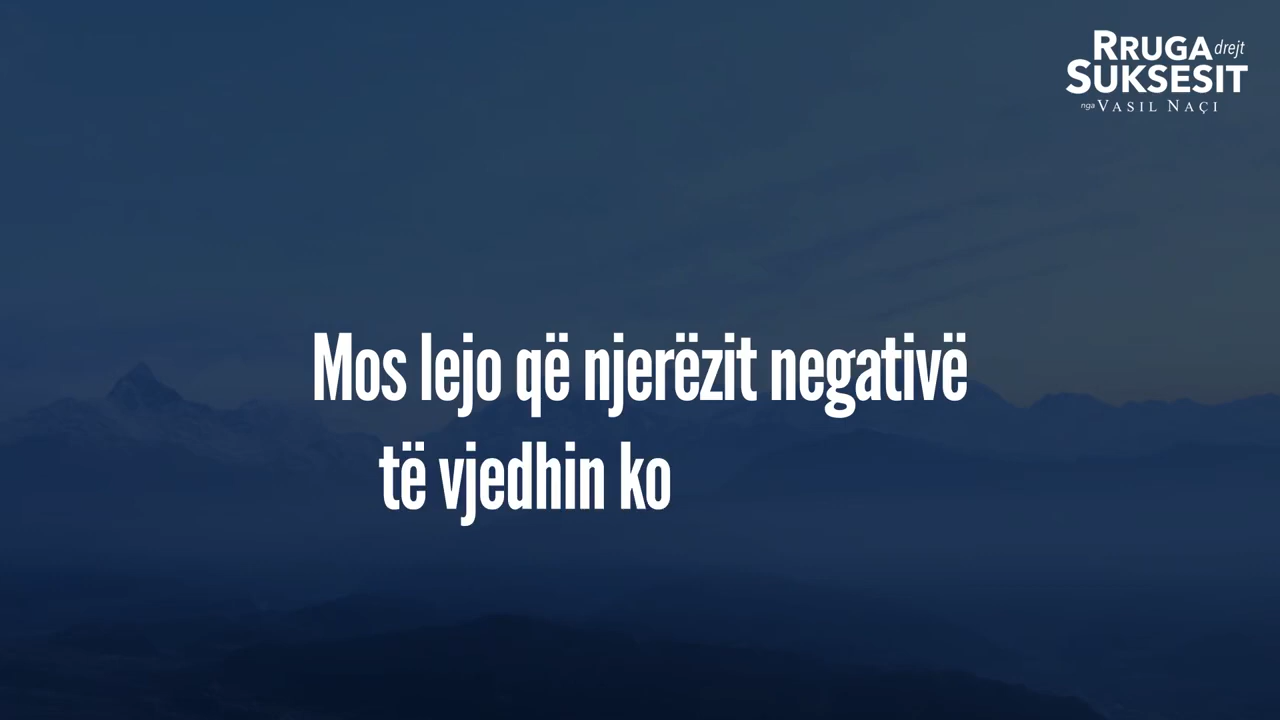 RRUGA drejt
SUKSESIT
nga VASIL NAÇI
Mos lejo që njerëzit negativë
të vjedhin ko